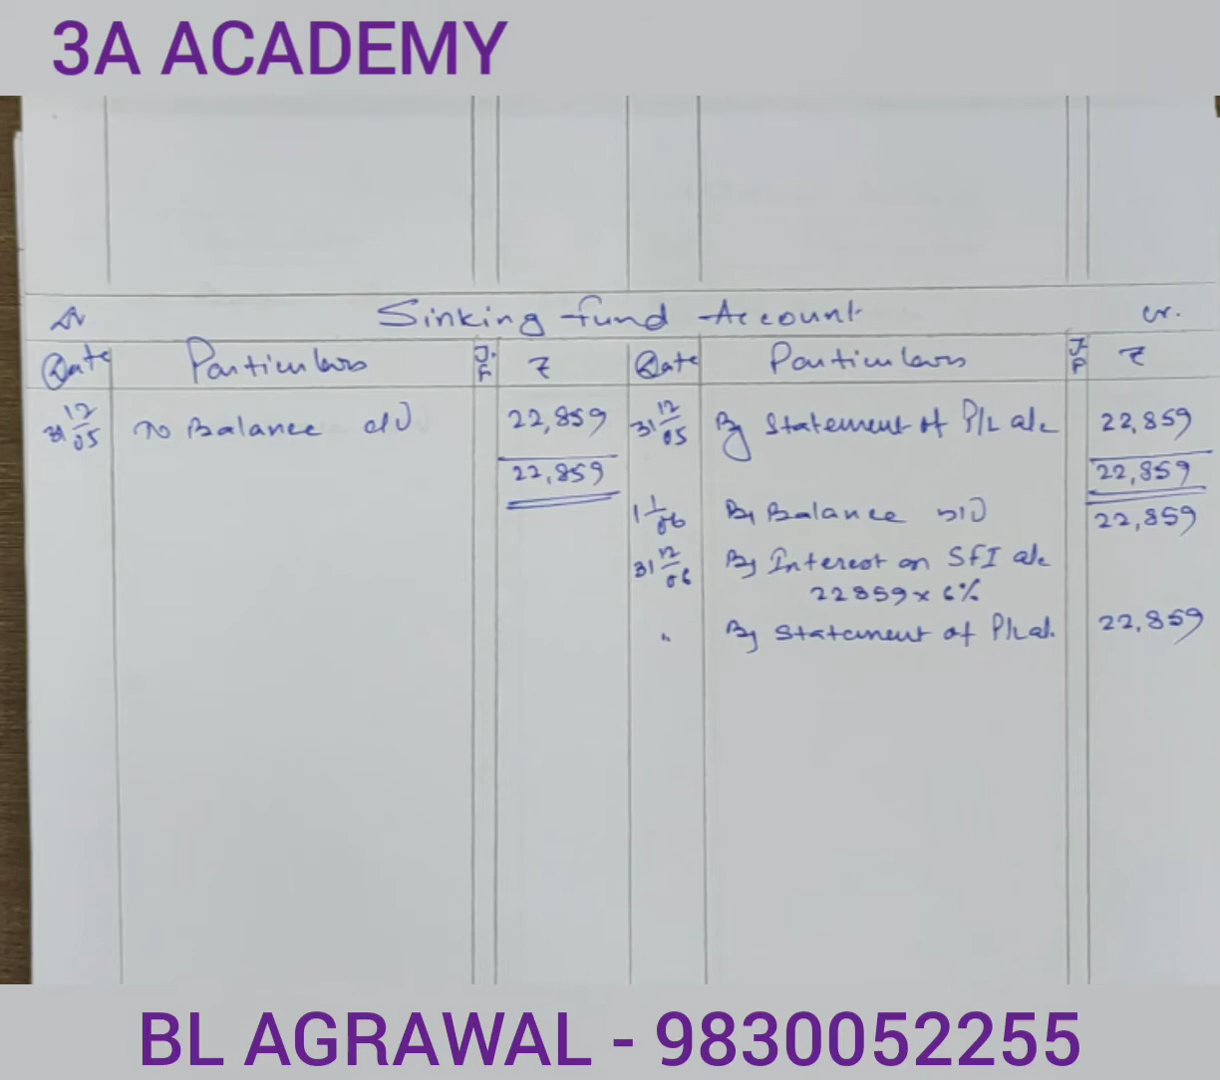 3A ACADEMY
Dr Sinking fund Account cr.
Date Particulars J.F ₹ Date Particulars J.F ₹
31 12/05 To Balance c/d 22,859 31 12/05 By Statement of P/L a/c 22,859
22,859 22,859
1 1/06 By Balance b/d 22,859
31 12/06 By Interest on SFI a/c
22859 x 6%
" By Statement of P/L a/c. 22,859
BL AGRAWAL - 9830052255